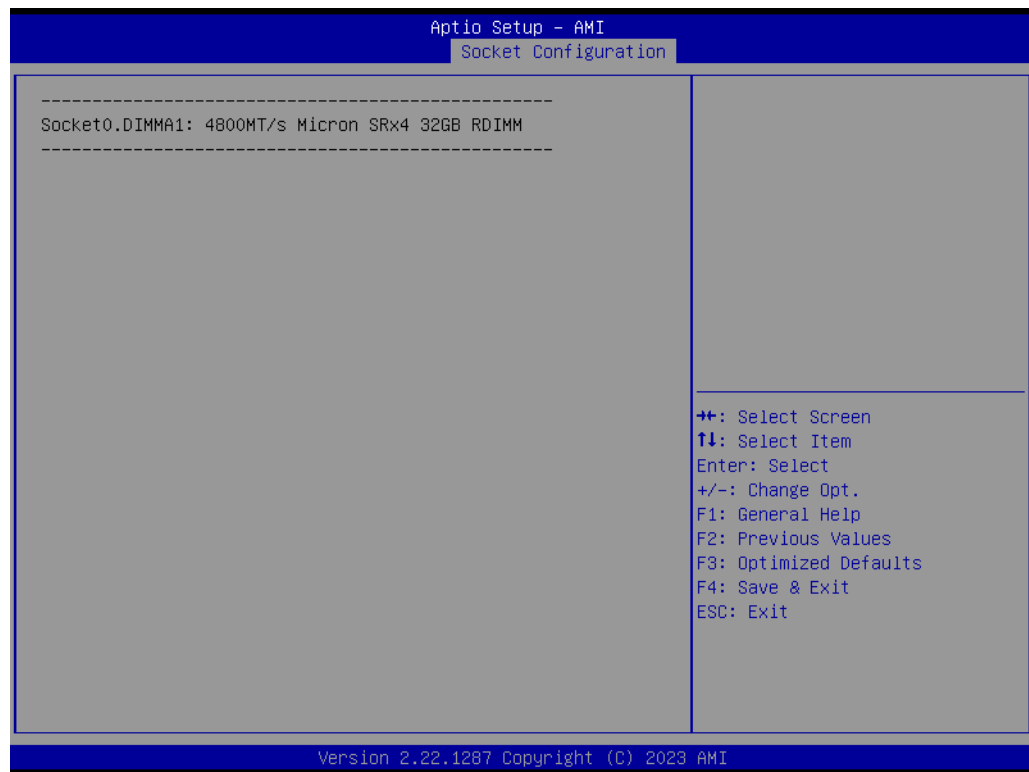 Aptio Setup – AMI
Socket Configuration
--------------------------------------------------
Socket0.DIMMA1: 4800MT/s Micron SRx4 32GB RDIMM
--------------------------------------------------
→←: Select Screen
↑↓: Select Item
Enter: Select
+/-: Change Opt.
F1: General Help
F2: Previous Values
F3: Optimized Defaults
F4: Save & Exit
ESC: Exit
Version 2.22.1287 Copyright (C) 2023 AMI